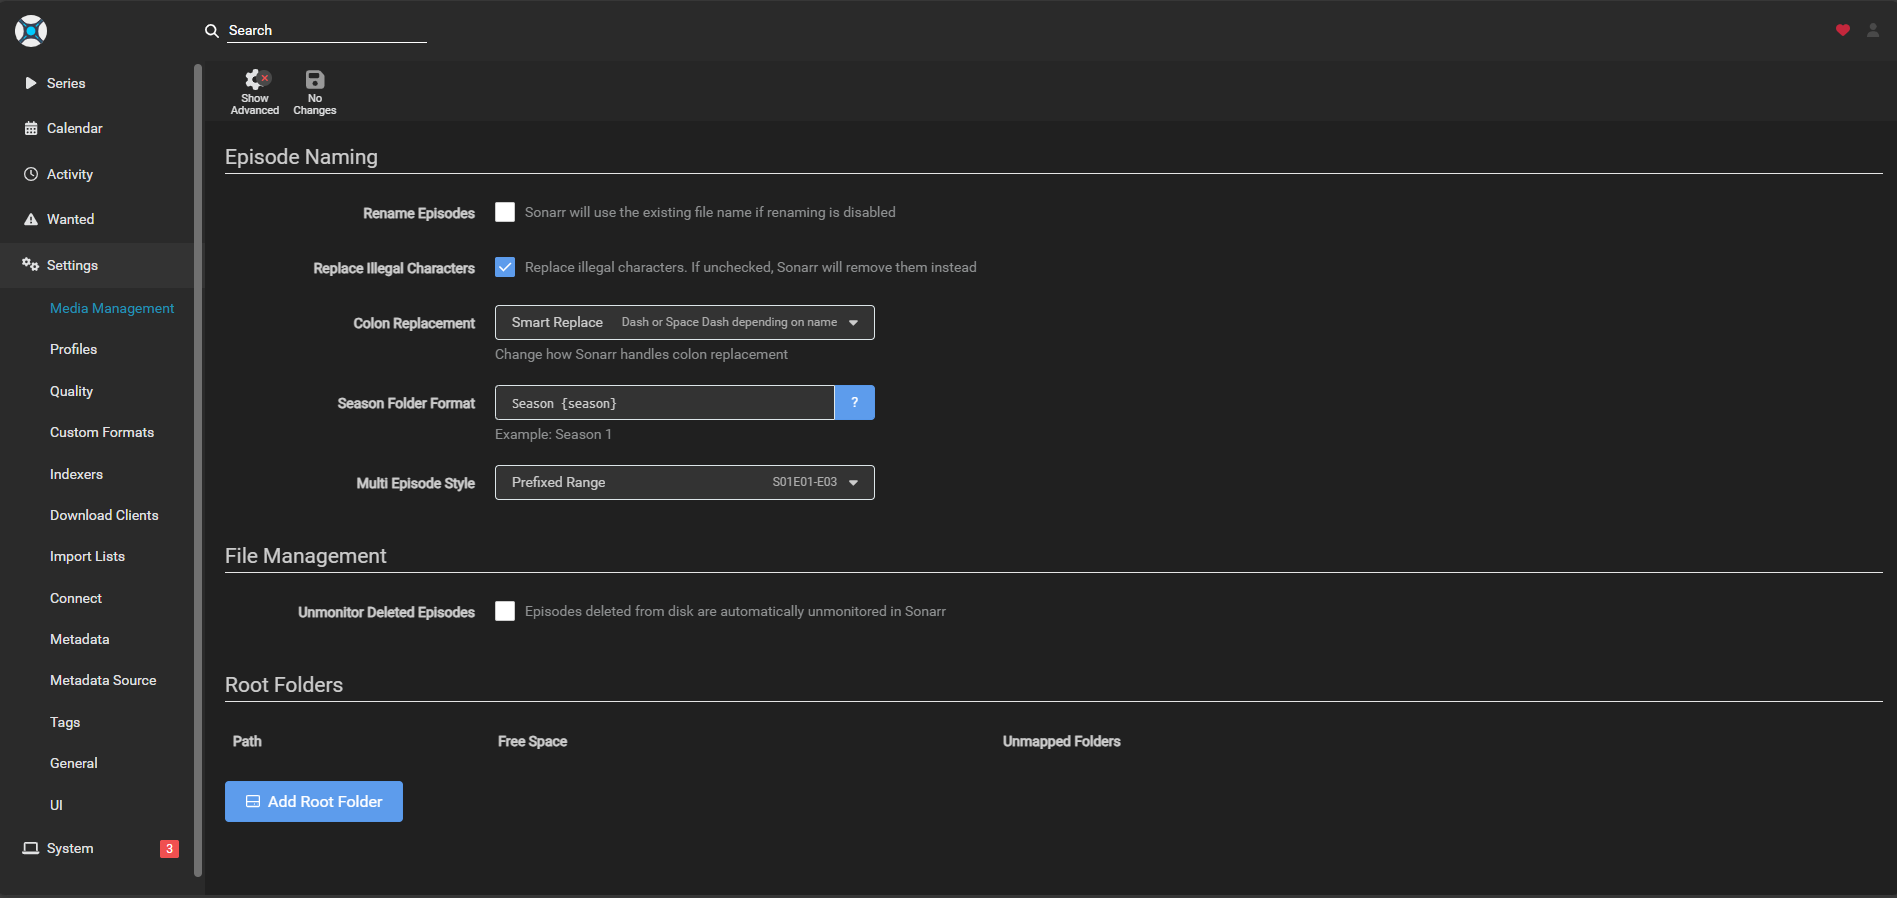 Search
Series
Calendar
Activity
Wanted
Settings
Media Management
Profiles
Quality
Custom Formats
Indexers
Download Clients
Import Lists
Connect
Metadata
Metadata Source
Tags
General
UI
System 3
Show Advanced
No Changes
Episode Naming
Rename Episodes Sonarr will use the existing file name if renaming is disabled
Replace Illegal Characters Replace illegal characters. If unchecked, Sonarr will remove them instead
Colon Replacement Smart Replace Dash or Space Dash depending on name
Change how Sonarr handles colon replacement
Season Folder Format Season {season} ?
Example: Season 1
Multi Episode Style Prefixed Range S01E01-E03
File Management
Unmonitor Deleted Episodes Episodes deleted from disk are automatically unmonitored in Sonarr
Root Folders
Path Free Space Unmapped Folders
Add Root Folder